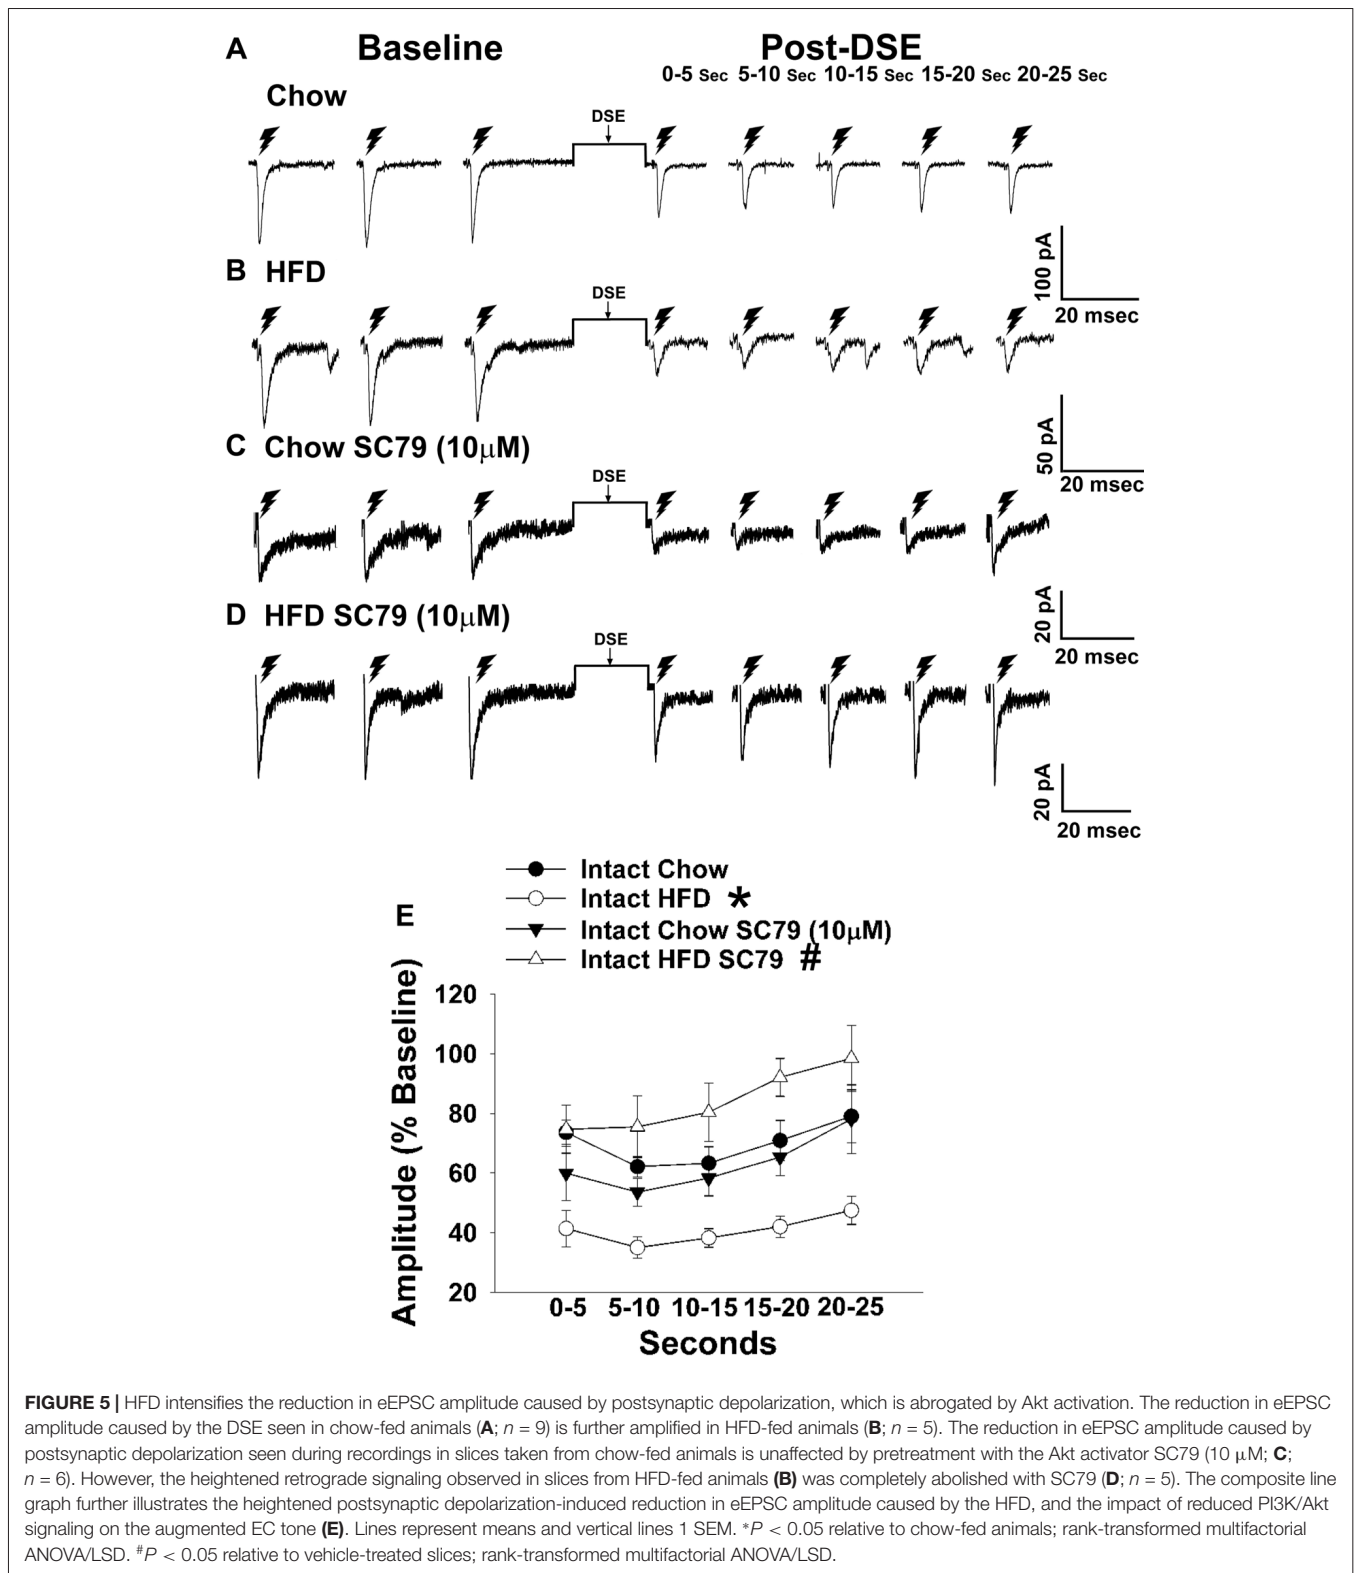 A Baseline Post-DSE
0-5 Sec 5-10 Sec 10-15 Sec 15-20 Sec 20-25 Sec
Chow
DSE
100 pA
20 msec
B HFD
DSE
50 pA
20 msec
C Chow SC79 (10μM)
DSE
20 pA
20 msec
D HFD SC79 (10μM)
DSE
20 pA
20 msec
E
Intact Chow
Intact HFD *
Intact Chow SC79 (10μM)
Intact HFD SC79 #
Amplitude (% Baseline)
120
100
80
60
40
20
0-5 5-10 10-15 15-20 20-25
Seconds
FIGURE 5 | HFD intensifies the reduction in eEPSC amplitude caused by postsynaptic depolarization, which is abrogated by Akt activation. The reduction in eEPSC
amplitude caused by the DSE seen in chow-fed animals (A; n = 9) is further amplified in HFD-fed animals (B; n = 5). The reduction in eEPSC amplitude caused by
postsynaptic depolarization seen during recordings in slices taken from chow-fed animals is unaffected by pretreatment with the Akt activator SC79 (10 μM; C;
n = 6). However, the heightened retrograde signaling observed in slices from HFD-fed animals (B) was completely abolished with SC79 (D; n = 5). The composite line
graph further illustrates the heightened postsynaptic depolarization-induced reduction in eEPSC amplitude caused by the HFD, and the impact of reduced PI3K/Akt
signaling on the augmented EC tone (E). Lines represent means and vertical lines 1 SEM. *P < 0.05 relative to chow-fed animals; rank-transformed multifactorial
ANOVA/LSD. #P < 0.05 relative to vehicle-treated slices; rank-transformed multifactorial ANOVA/LSD.